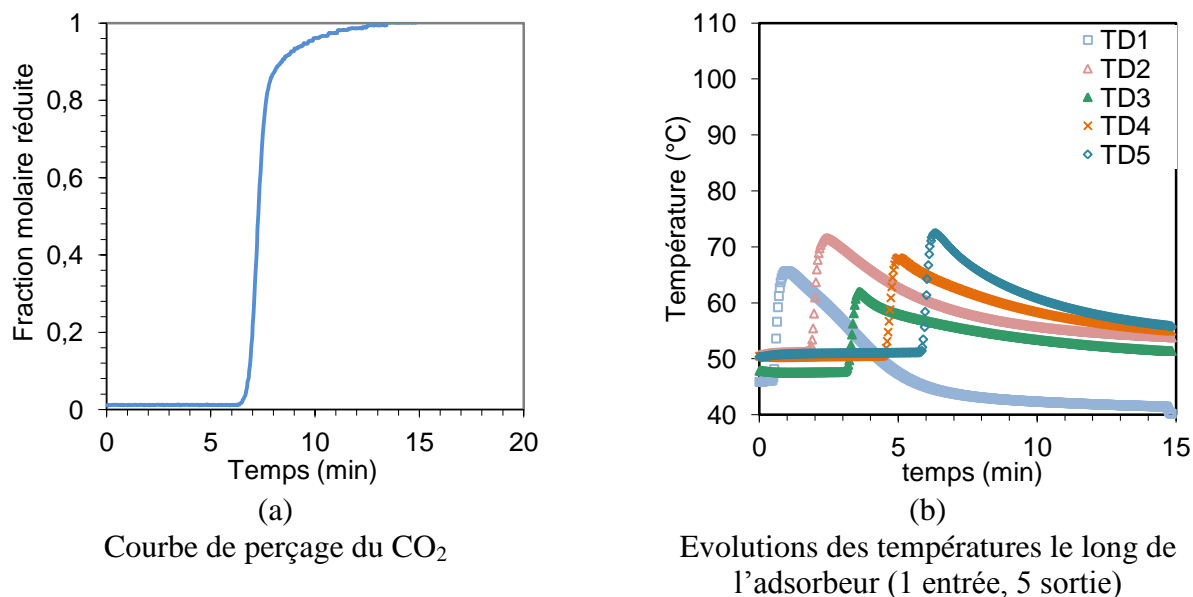 Fraction molaire réduite
1
0,8
0,6
0,4
0,2
0
0 5 10 15 20
Temps (min)
(a)
Courbe de perçage du CO₂
Température (°C)
110
100
90
80
70
60
50
40
0 5 10 15
temps (min)
TD1
TD2
TD3
TD4
TD5
(b)
Evolutions des températures le long de
l'adsorbeur (1 entrée, 5 sortie)